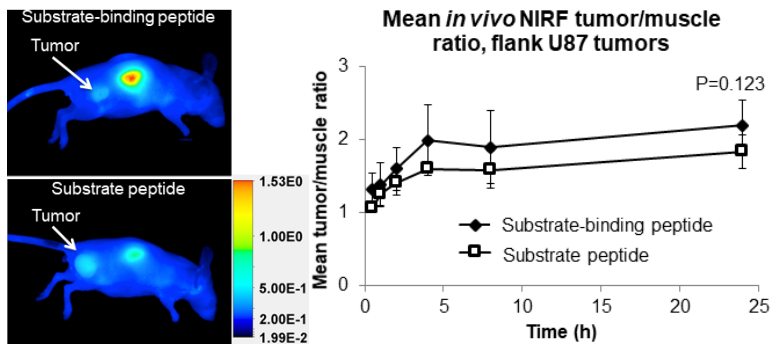 Substrate-binding peptide
Tumor
Substrate peptide
Tumor
1.53E0
1.00E0
5.00E-1
2.00E-1
1.99E-2
Mean in vivo NIRF tumor/muscle
ratio, flank U87 tumors
Mean tumor/muscle ratio
3
2
1
0
P=0.123
Substrate-binding peptide
Substrate peptide
0 5 10 15 20 25
Time (h)